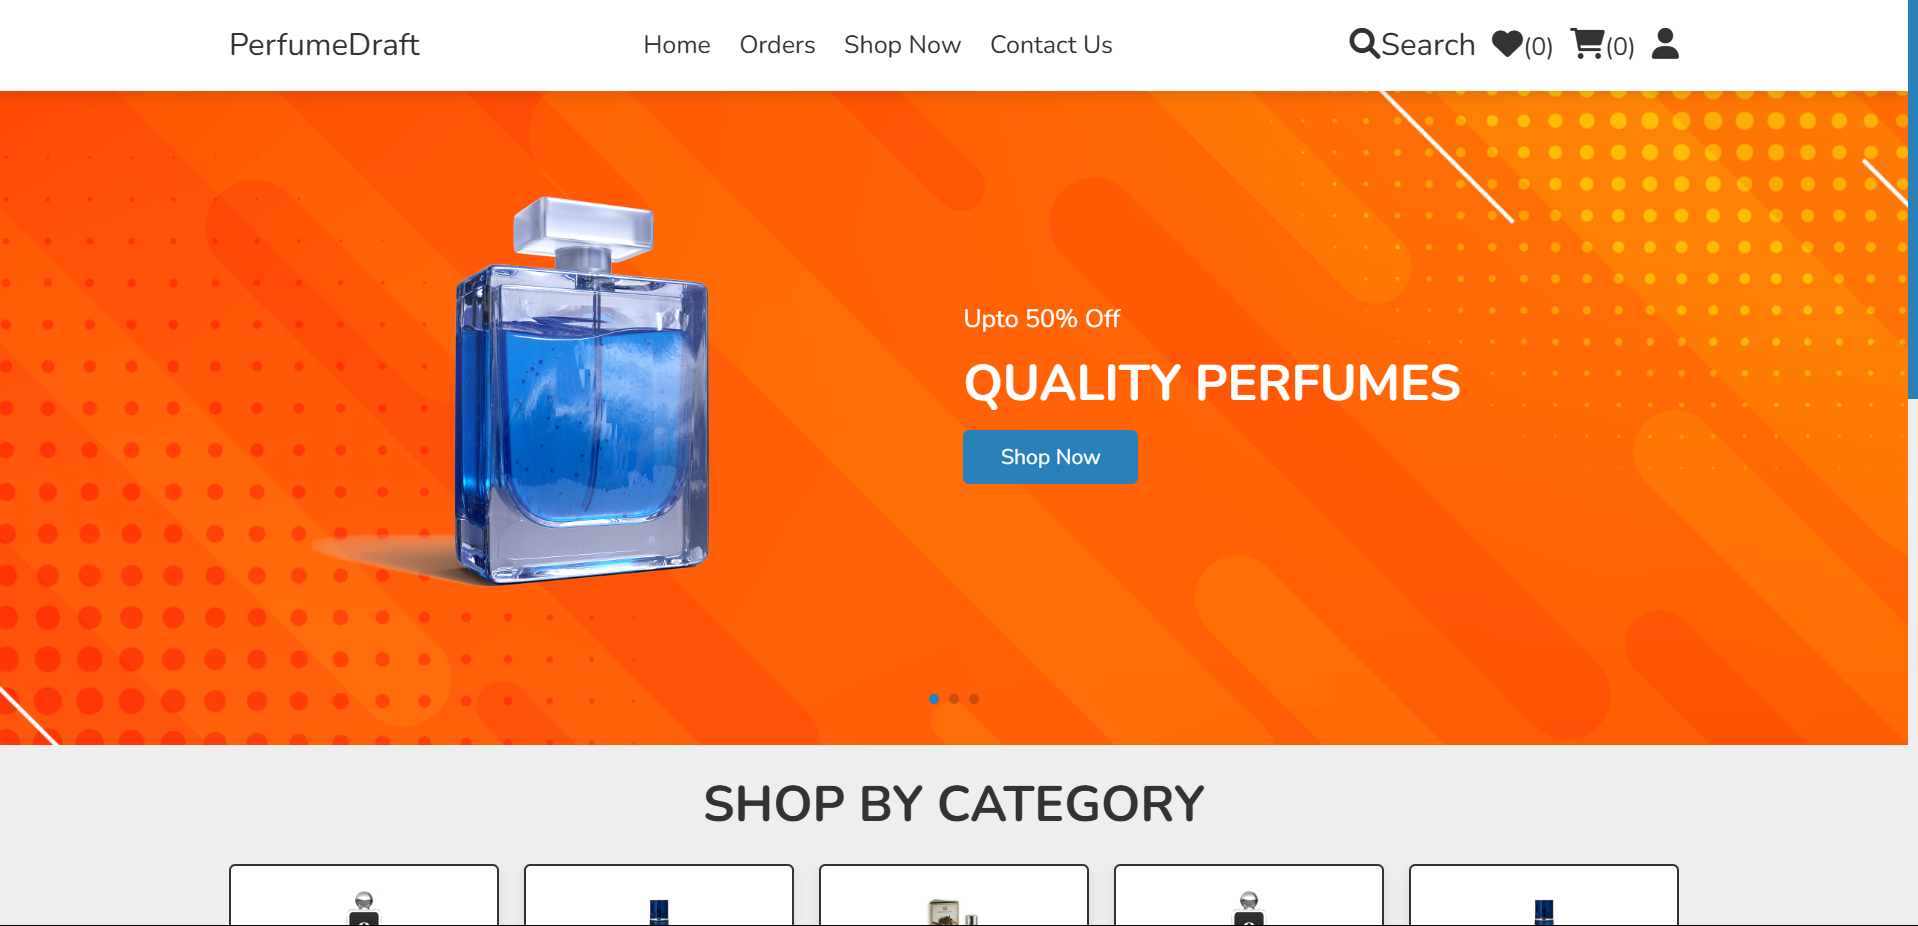 PerfumeDraft
Home Orders Shop Now Contact Us
Search (0) (0)
Upto 50% Off
QUALITY PERFUMES
Shop Now
SHOP BY CATEGORY